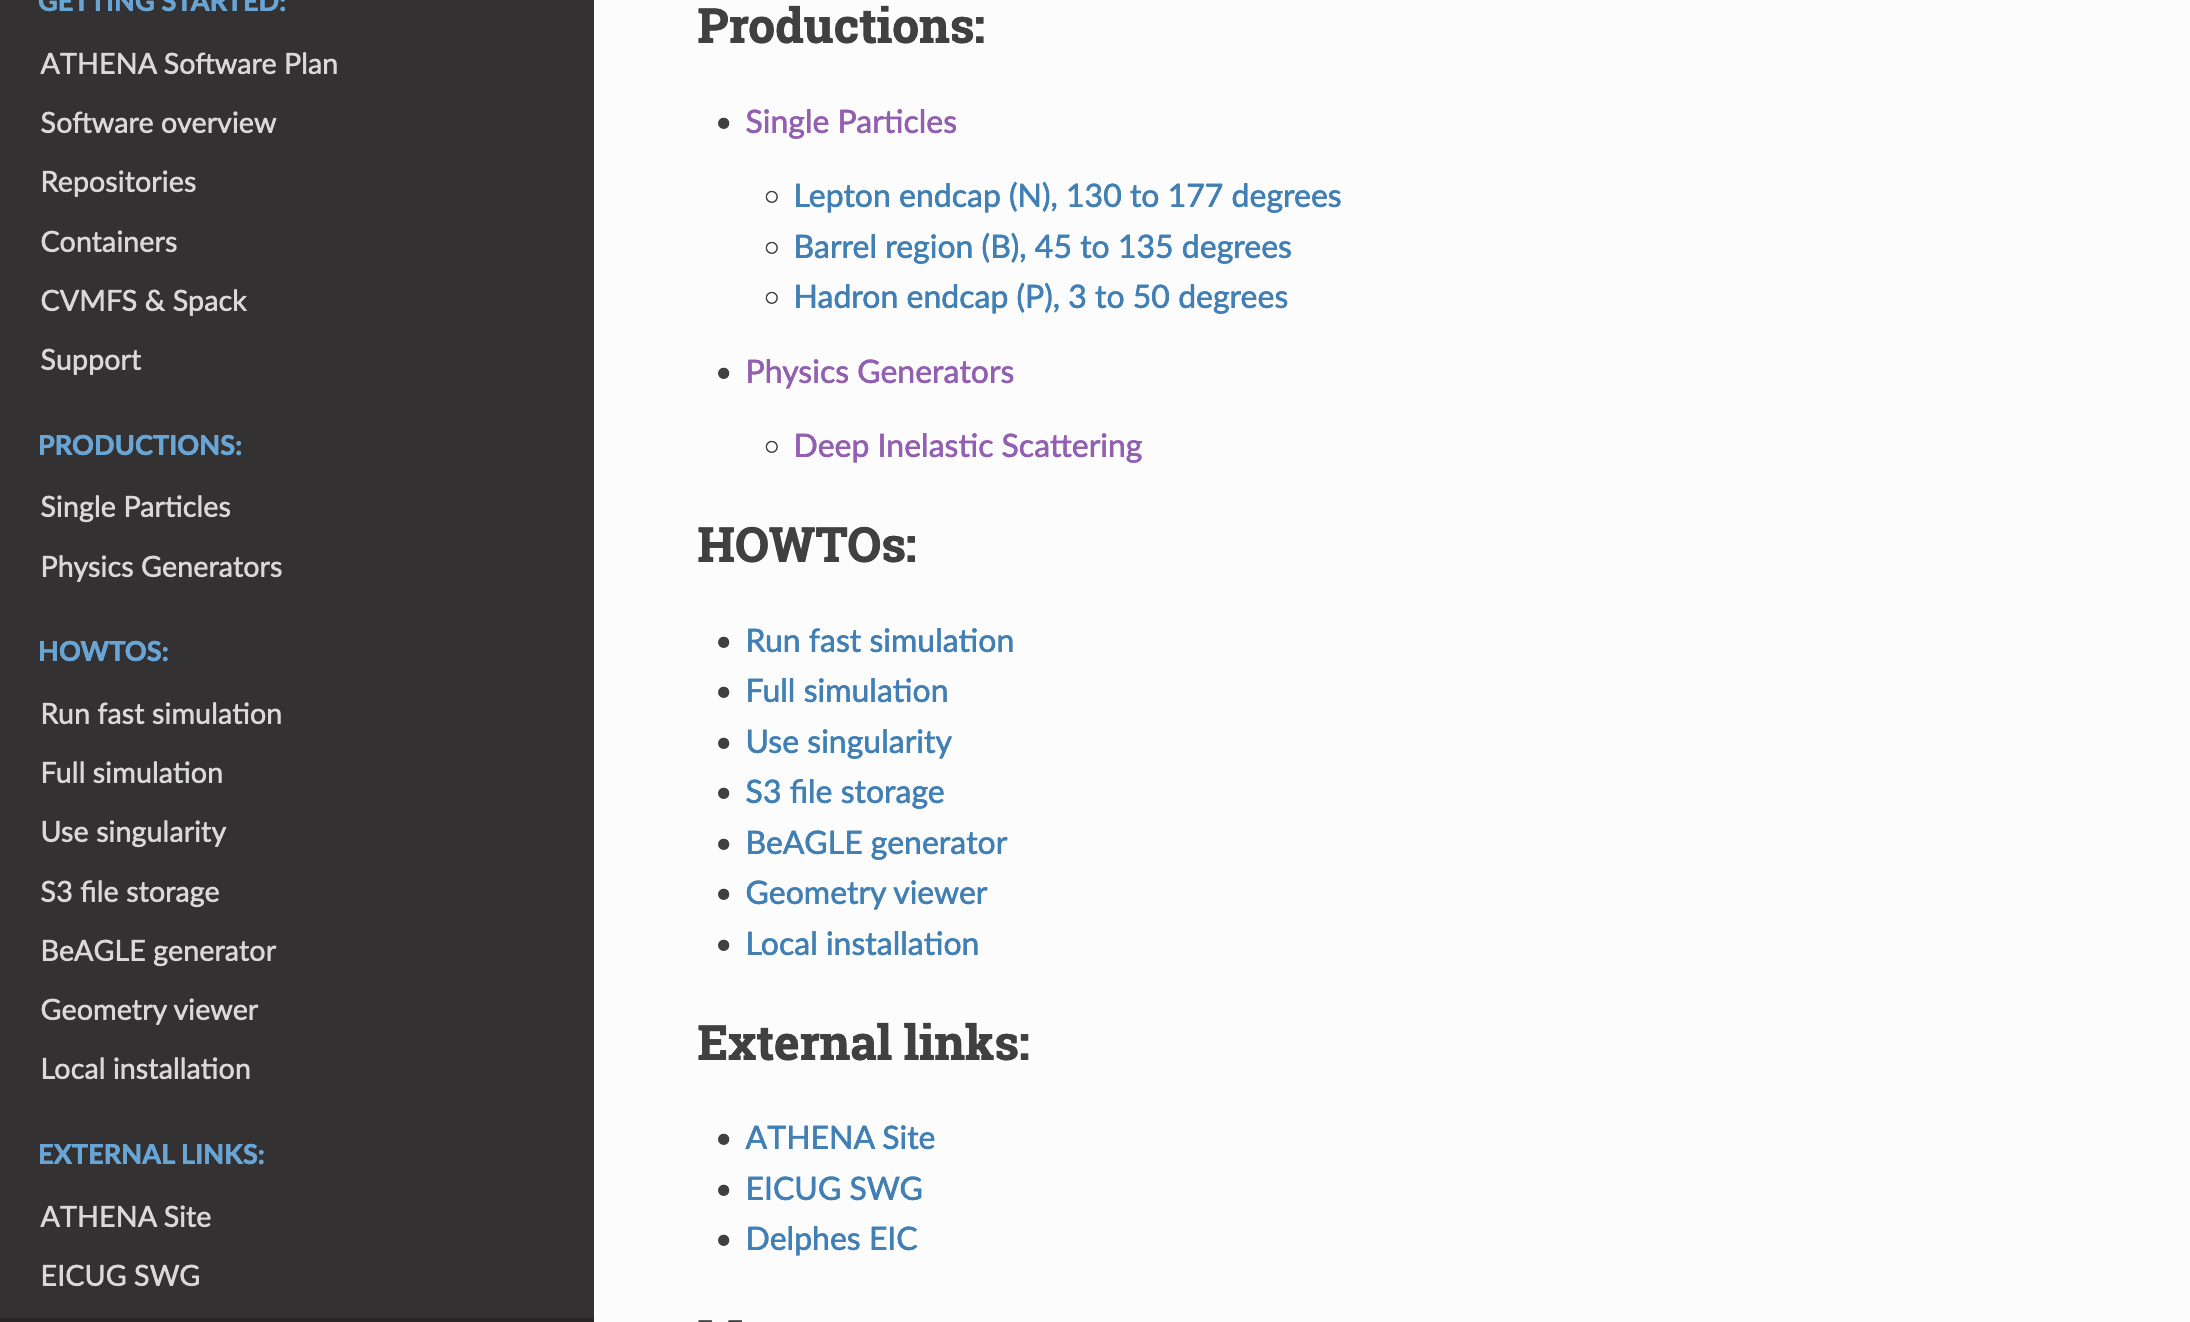 GETTING STARTED:
ATHENA Software Plan
Software overview
Repositories
Containers
CVMFS & Spack
Support
PRODUCTIONS:
Single Particles
Physics Generators
HOWTOS:
Run fast simulation
Full simulation
Use singularity
S3 file storage
BeAGLE generator
Geometry viewer
Local installation
EXTERNAL LINKS:
ATHENA Site
EICUG SWG
Productions:
Single Particles
Lepton endcap (N), 130 to 177 degrees
Barrel region (B), 45 to 135 degrees
Hadron endcap (P), 3 to 50 degrees
Physics Generators
Deep Inelastic Scattering
HOWTOs:
Run fast simulation
Full simulation
Use singularity
S3 file storage
BeAGLE generator
Geometry viewer
Local installation
External links:
ATHENA Site
EICUG SWG
Delphes EIC